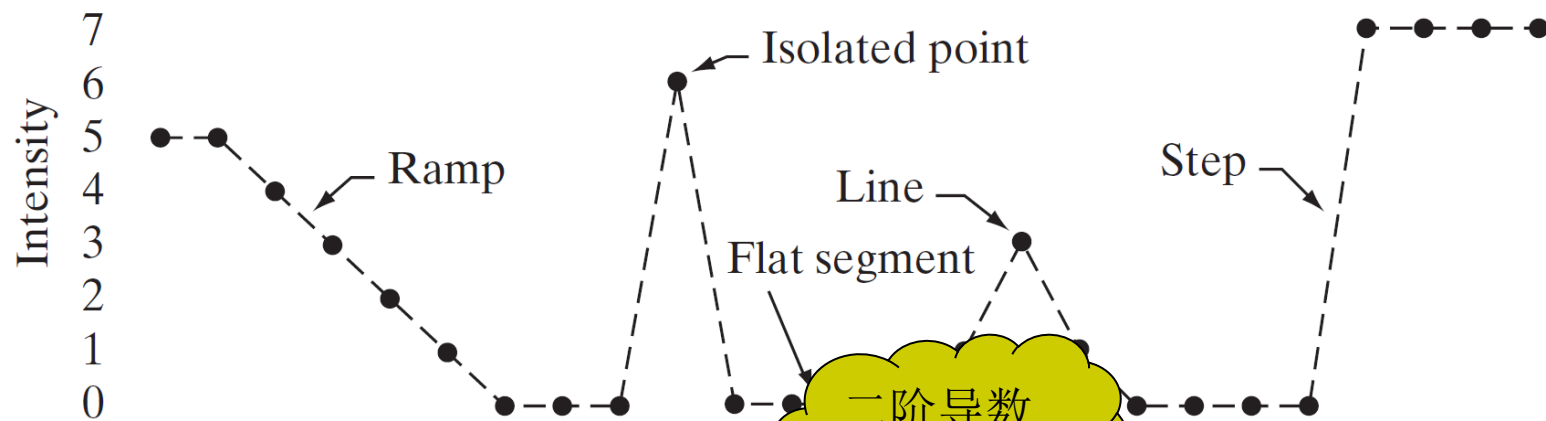 7
6
5
4
3
2
1
0
Intensity
Ramp
Isolated point
Flat segment
Line
Step
二阶导数